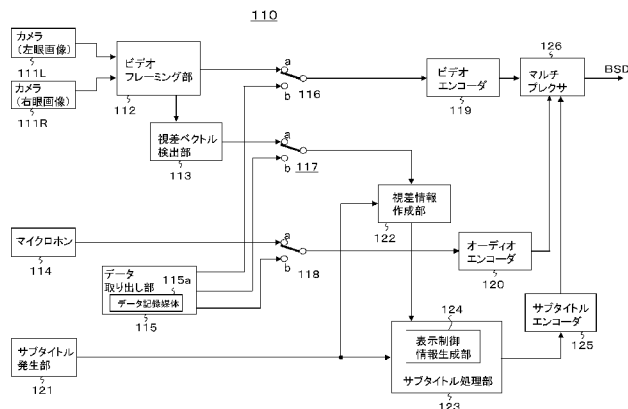 110
カメラ
(左眼画像)
111L
カメラ
(右眼画像)
111R
ビデオ
フレーミング部
112
a
b
116
ビデオ
エンコーダ
119
126
マルチ
プレクサ
BSD
視差ベクトル
検出部
113
a
b
117
視差情報
作成部
122
マイクロホン
114
a
b
118
オーディオ
エンコーダ
120
データ
取り出し部
115a
データ記録媒体
115
124
表示制御
情報生成部
サブタイトル処理部
123
サブタイトル
エンコーダ
125
サブタイトル
発生部
121